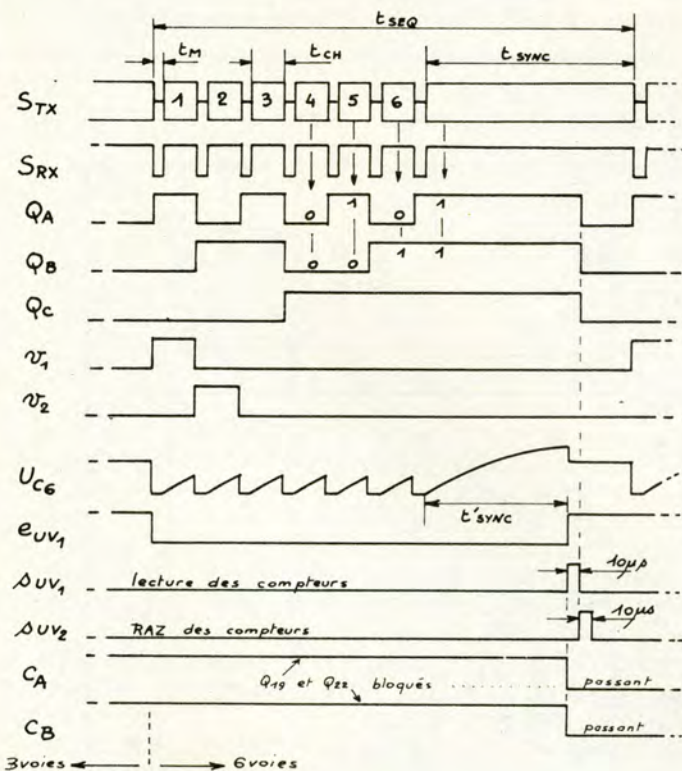 tSEQ
tM tCH tSYNC
STX 1 2 3 4 5 6
SRX
QA 0 1 0 1
QB 0 0 1 1
QC
v1
v2
UC6
t'SYNC
eUV1
10µs
sUV1 lecture des compteurs
10µs
sUV2 RAZ des compteurs
CA Q19 et Q22 bloqués passant
CB passant
3voies 6voies